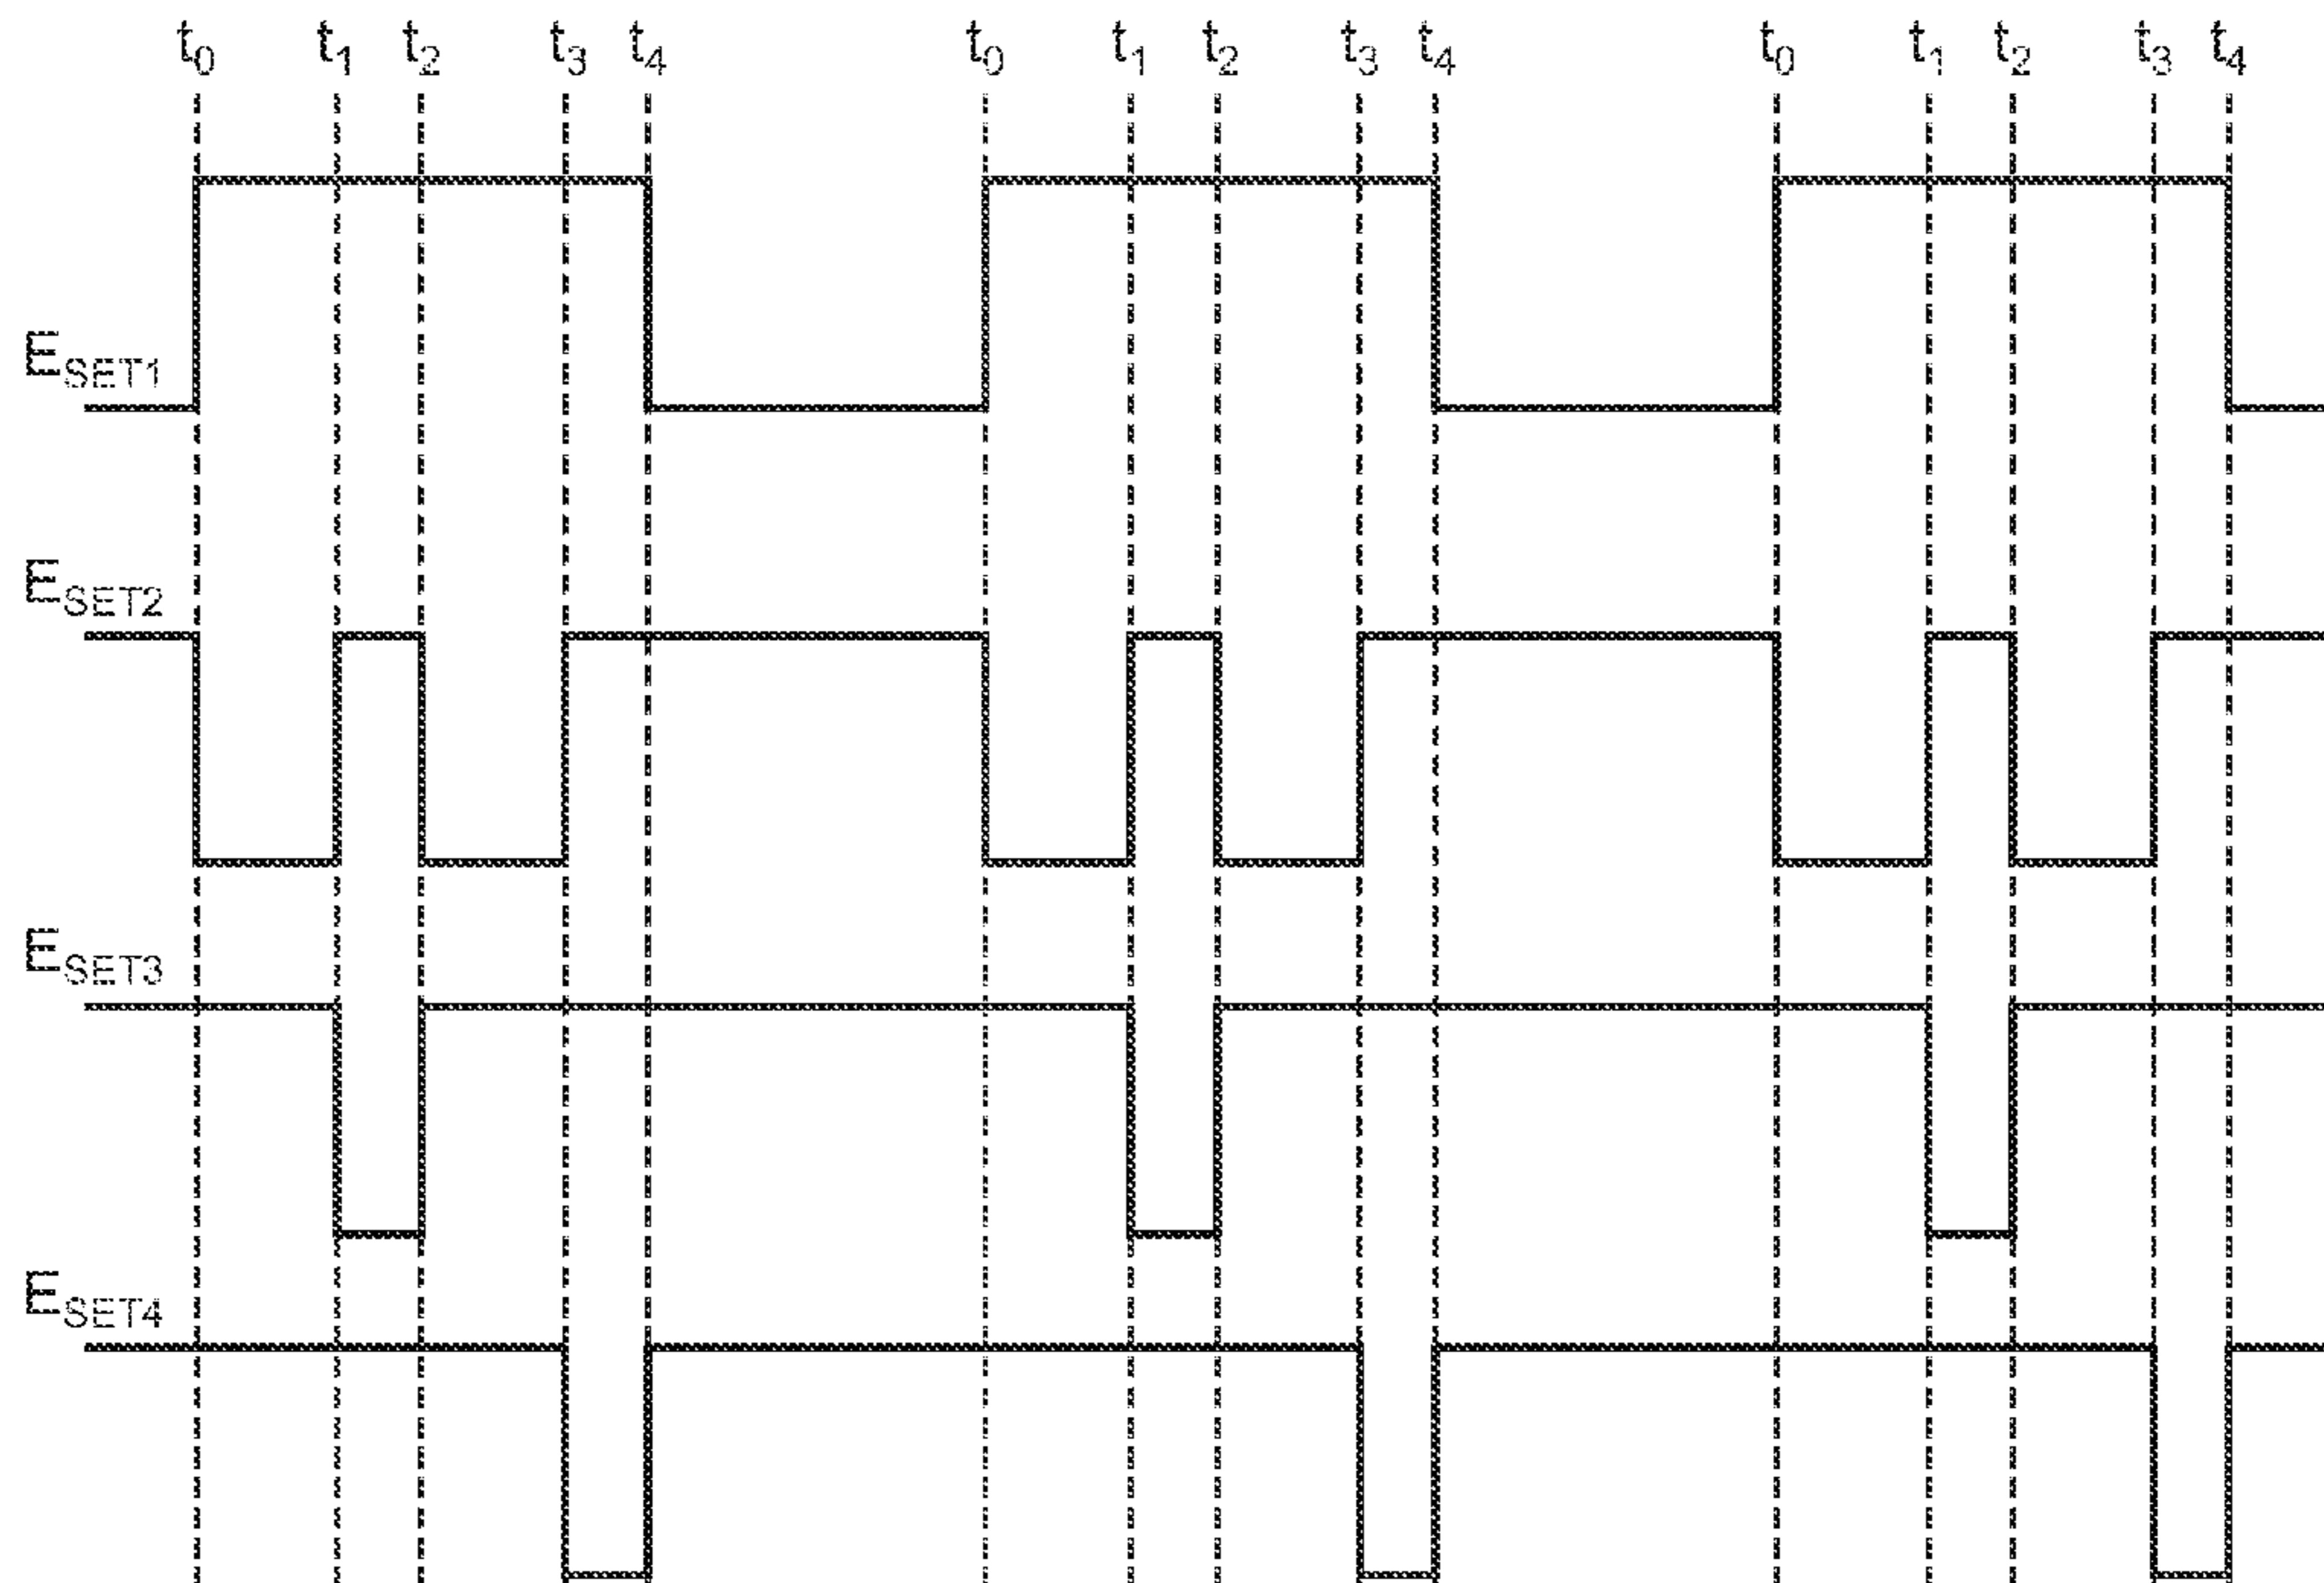 t0 t1 t2 t3 t4 t0 t1 t2 t3 t4 t0 t1 t2 t3 t4
ESET1
ESET2
ESET3
ESET4